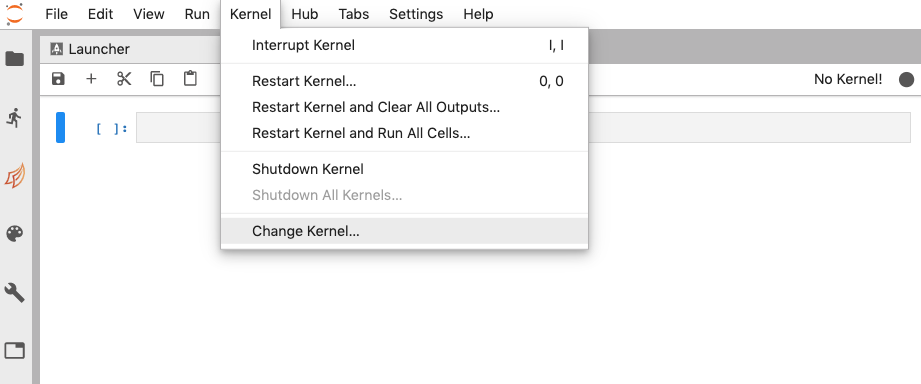 File Edit View Run Kernel Hub Tabs Settings Help
Launcher
Interrupt Kernel I, I
Restart Kernel... 0, 0
No Kernel!
Restart Kernel and Clear All Outputs...
Restart Kernel and Run All Cells...
[ ]:
Shutdown Kernel
Shutdown All Kernels...
Change Kernel...